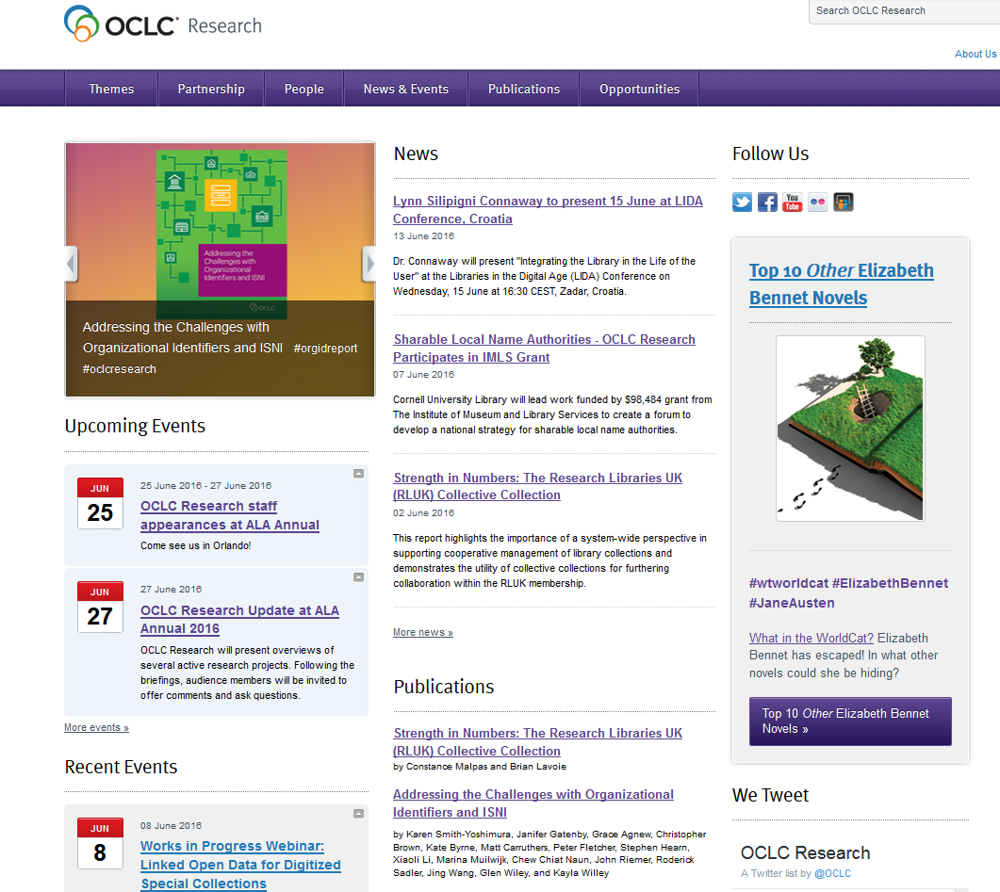 OCLC® Research
Search OCLC Research
About Us
Themes
Partnership
People
News & Events
Publications
Opportunities
Addressing the
Challenges with
Organizational
Identifiers and ISNI
OCLC
Addressing the Challenges with
Organizational Identifiers and ISNI #orgidreport
#oclcresearch
Upcoming Events
JUN
25
25 June 2016 - 27 June 2016
OCLC Research staff
appearances at ALA Annual
Come see us in Orlando!
JUN
27
27 June 2016
OCLC Research Update at ALA
Annual 2016
OCLC Research will present overviews of
several active research projects. Following the
briefings, audience members will be invited to
offer comments and ask questions.
More events »
Recent Events
JUN
8
08 June 2016
Works in Progress Webinar:
Linked Open Data for Digitized
Special Collections
News
Lynn Silipigni Connaway to present 15 June at LIDA
Conference, Croatia
13 June 2016
Dr. Connaway will present "Integrating the Library in the Life of the
User" at the Libraries in the Digital Age (LIDA) Conference on
Wednesday, 15 June at 16:30 CEST, Zadar, Croatia.
Sharable Local Name Authorities - OCLC Research
Participates in IMLS Grant
07 June 2016
Cornell University Library will lead work funded by $98,484 grant from
The Institute of Museum and Library Services to create a forum to
develop a national strategy for sharable local name authorities.
Strength in Numbers: The Research Libraries UK
(RLUK) Collective Collection
02 June 2016
This report highlights the importance of a system-wide perspective in
supporting cooperative management of library collections and
demonstrates the utility of collective collections for furthering
collaboration within the RLUK membership.
More news »
Publications
Strength in Numbers: The Research Libraries UK
(RLUK) Collective Collection
by Constance Malpas and Brian Lavoie
Addressing the Challenges with Organizational
Identifiers and ISNI
by Karen Smith-Yoshimura, Janifer Gatenby, Grace Agnew, Christopher
Brown, Kate Byrne, Matt Carruthers, Peter Fletcher, Stephen Hearn,
Xiaoli Li, Marina Muilwijk, Chew Chiat Naun, John Riemer, Roderick
Sadler, Jing Wang, Glen Wiley, and Kayla Willey
Follow Us
You
Tube
Top 10 Other Elizabeth
Bennet Novels
#wtworldcat #ElizabethBennet
#JaneAusten
What in the WorldCat? Elizabeth
Bennet has escaped! In what other
novels could she be hiding?
Top 10 Other Elizabeth Bennet
Novels »
We Tweet
OCLC Research
A Twitter list by @OCLC